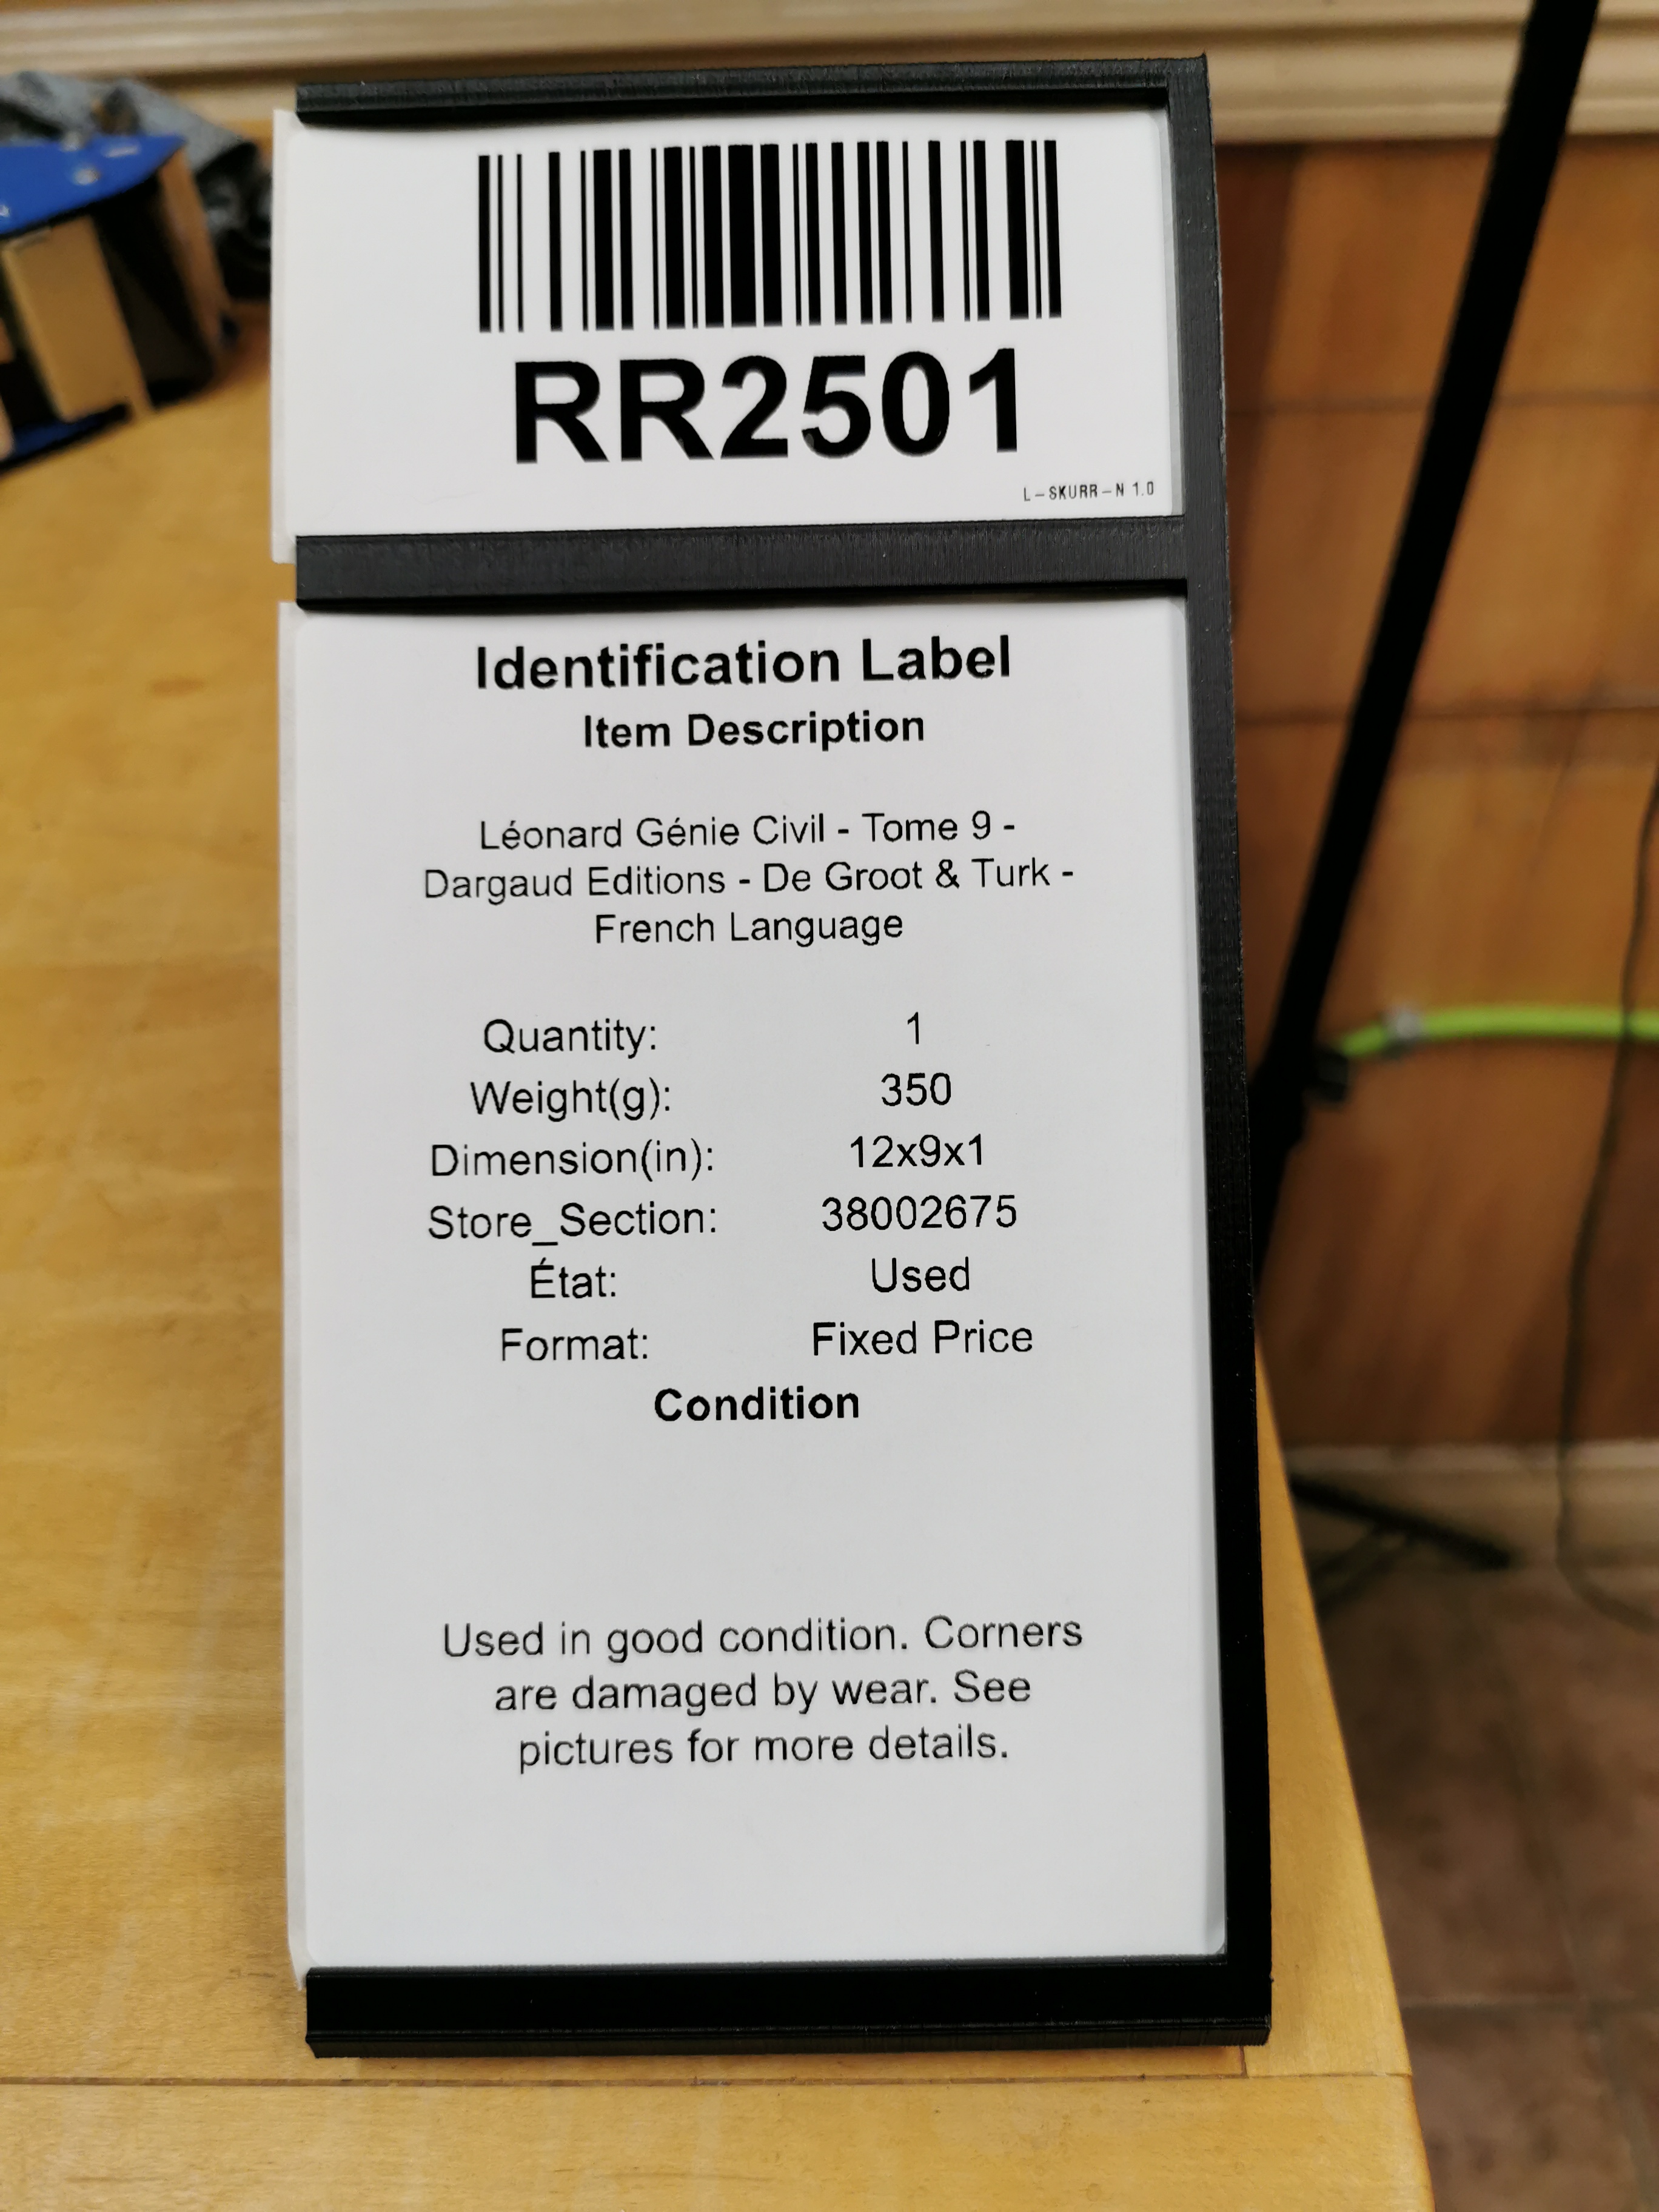 RR2501
L-SKURR-N 1.0
Identification Label
Item Description
Léonard Génie Civil - Tome 9 -
Dargaud Editions - De Groot & Turk -
French Language
Quantity: 1
Weight(g): 350
Dimension(in): 12x9x1
Store_Section: 38002675
État: Used
Format: Fixed Price
Condition
Used in good condition. Corners
are damaged by wear. See
pictures for more details.